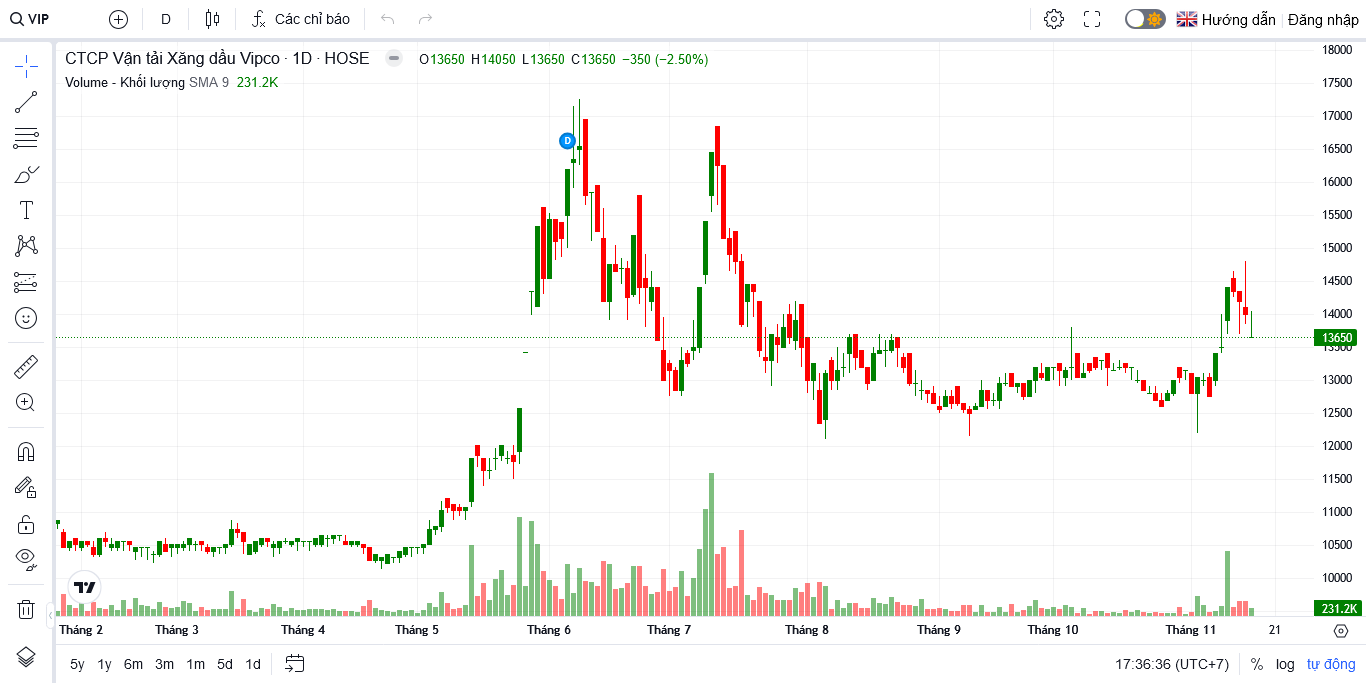 VIP D Các chỉ báo Hướng dẫn Đăng nhập
CTCP Vận tải Xăng dầu Vipco · 1D · HOSE O13650 H14050 L13650 C13650 −350 (−2.50%)
Volume - Khối lượng SMA 9 231.2K
D
18000
17500
17000
16500
16000
15500
15000
14500
14000
13650
13500
13000
12500
12000
11500
11000
10500
10000
231.2K
Tháng 2 Tháng 3 Tháng 4 Tháng 5 Tháng 6 Tháng 7 Tháng 8 Tháng 9 Tháng 10 Tháng 11 21
5y 1y 6m 3m 1m 5d 1d 17:36:36 (UTC+7) % log tự động